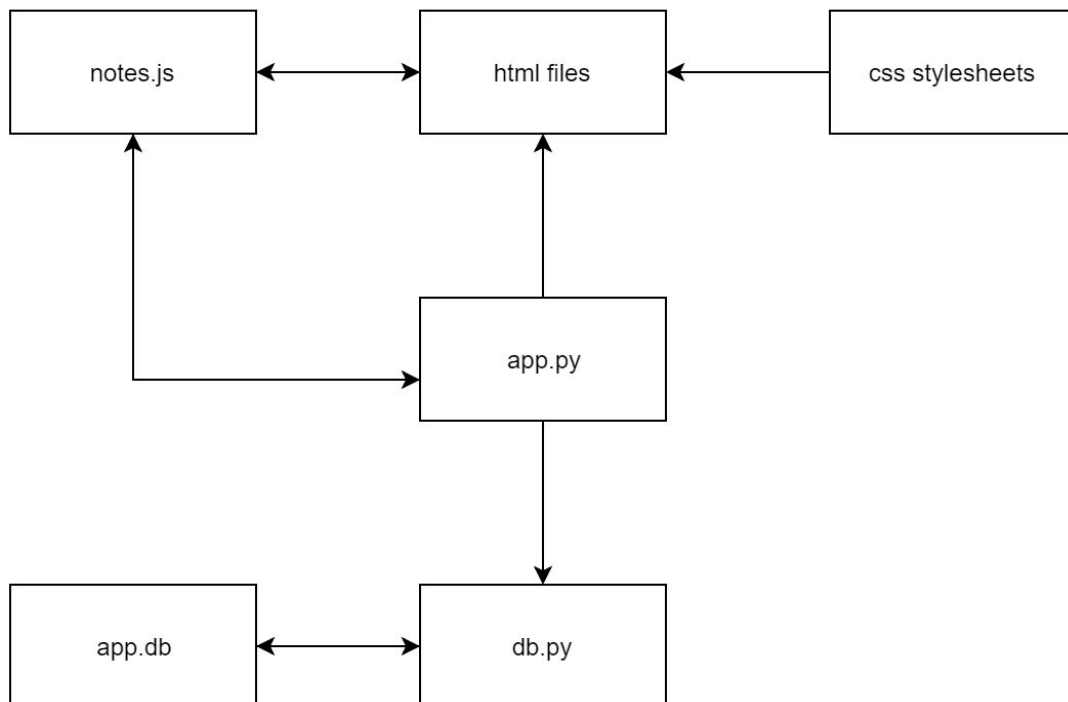 notes.js
html files
css stylesheets
app.py
app.db
db.py